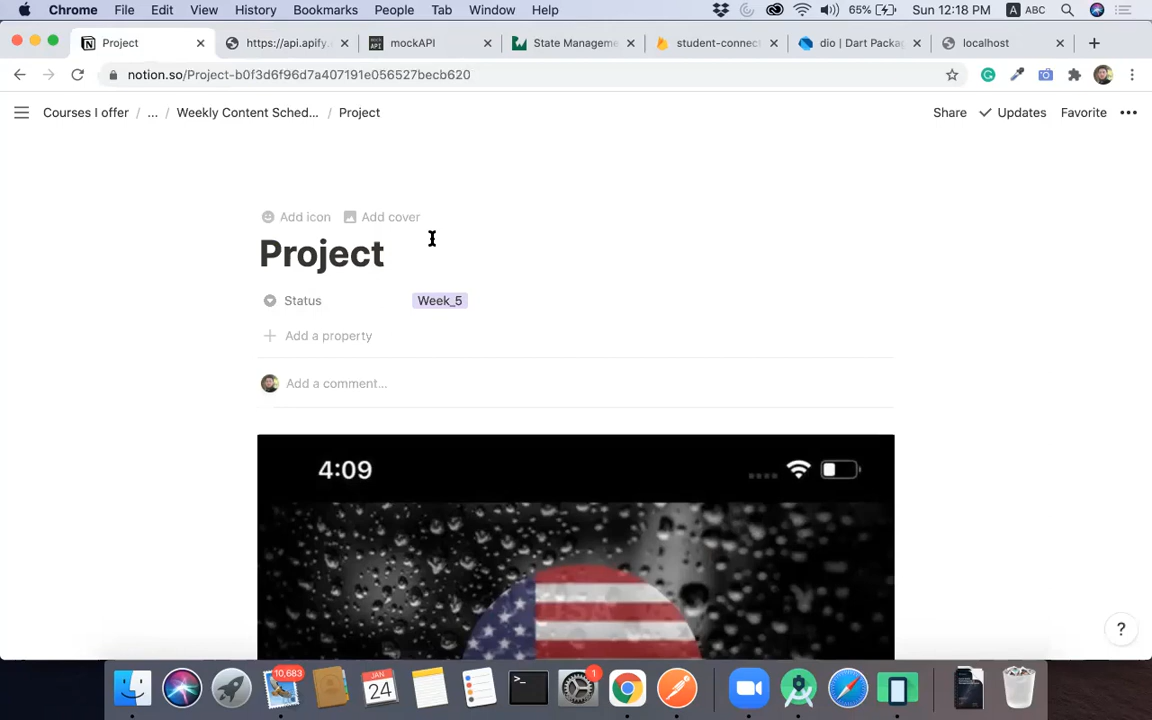 Chrome File Edit View History Bookmarks People Tab Window Help 65% Sun 12:18 PM A ABC
Project https://api.apify. mockAPI State Manageme student-connect dio | Dart Packa localhost
notion.so/Project-b0f3d6f96d7a407191e056527becb620
Courses I offer / ... / Weekly Content Sched... / Project Share Updates Favorite
Add icon Add cover
Project
Status Week_5
Add a property
Add a comment...
4:09
USA
?
10,683 JAN 24 1